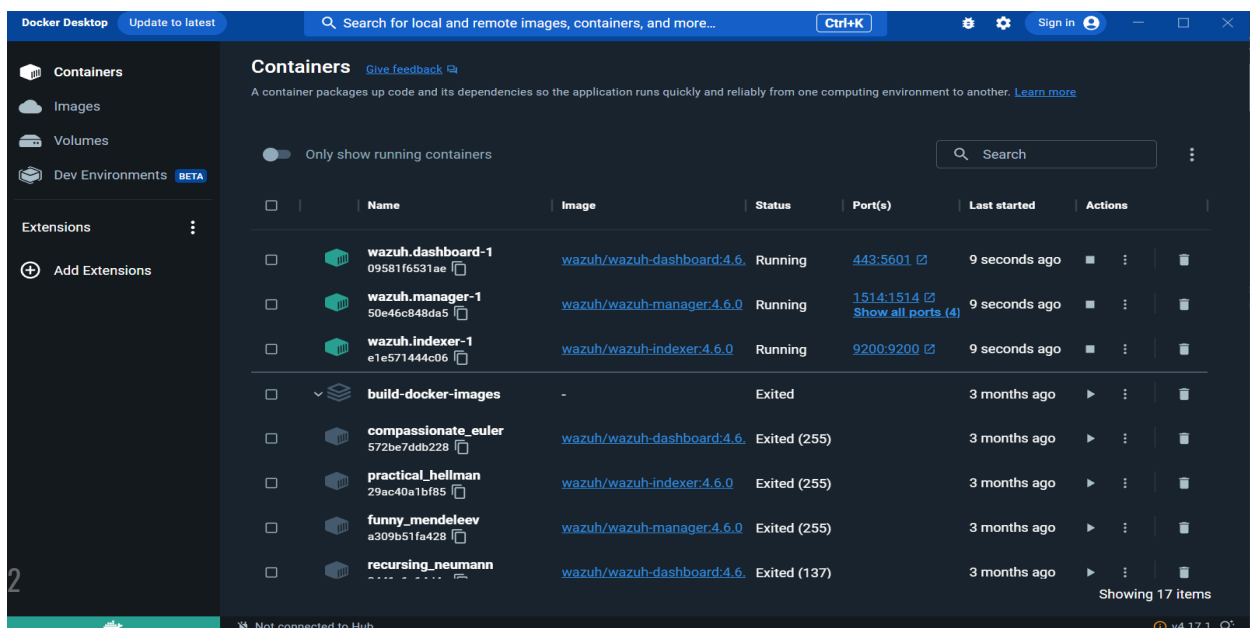 Docker Desktop Update to latest Search for local and remote images, containers, and more... Ctrl+K Sign in
Containers
Images
Volumes
Dev Environments BETA
Extensions
Add Extensions
Containers Give feedback
A container packages up code and its dependencies so the application runs quickly and reliably from one computing environment to another. Learn more
Only show running containers Search
Name Image Status Port(s) Last started Actions
wazuh.dashboard-1
09581f6531ae wazuh/wazuh-dashboard:4.6. Running 443:5601 9 seconds ago
wazuh.manager-1
50e46c848da5 wazuh/wazuh-manager:4.6.0 Running 1514:1514 9 seconds ago
Show all ports (4)
wazuh.indexer-1
e1e571444c06 wazuh/wazuh-indexer:4.6.0 Running 9200:9200 9 seconds ago
build-docker-images - Exited 3 months ago
compassionate_euler
572be7ddb228 wazuh/wazuh-dashboard:4.6. Exited (255) 3 months ago
practical_hellman
29ac40a1bf85 wazuh/wazuh-indexer:4.6.0 Exited (255) 3 months ago
funny_mendeleev
a309b51fa428 wazuh/wazuh-manager:4.6.0 Exited (255) 3 months ago
recursing_neumann
wazuh/wazuh-dashboard:4.6. Exited (137) 3 months ago
2
Showing 17 items
Not connected to Hub v4.17.1